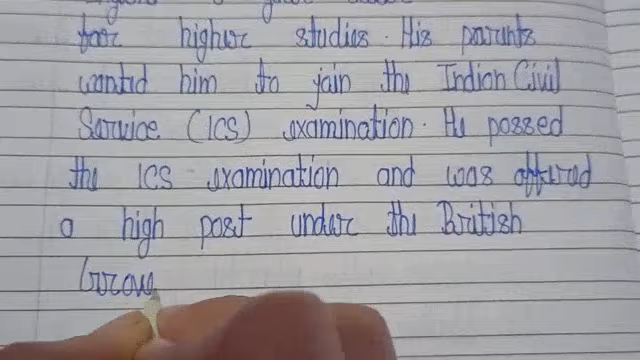 for higher studies. His parents
wanted him to join the Indian Civil
Service (ICS) examination. He passed
the ICS examination and was offered
a high post under the British